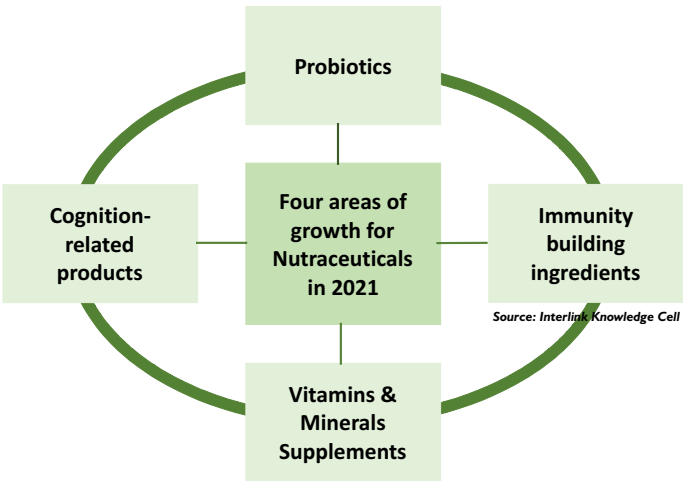 Probiotics
Cognition-
related
products
Four areas of
growth for
Nutraceuticals
in 2021
Immunity
building
ingredients
Source: Interlink Knowledge Cell
Vitamins &
Minerals
Supplements